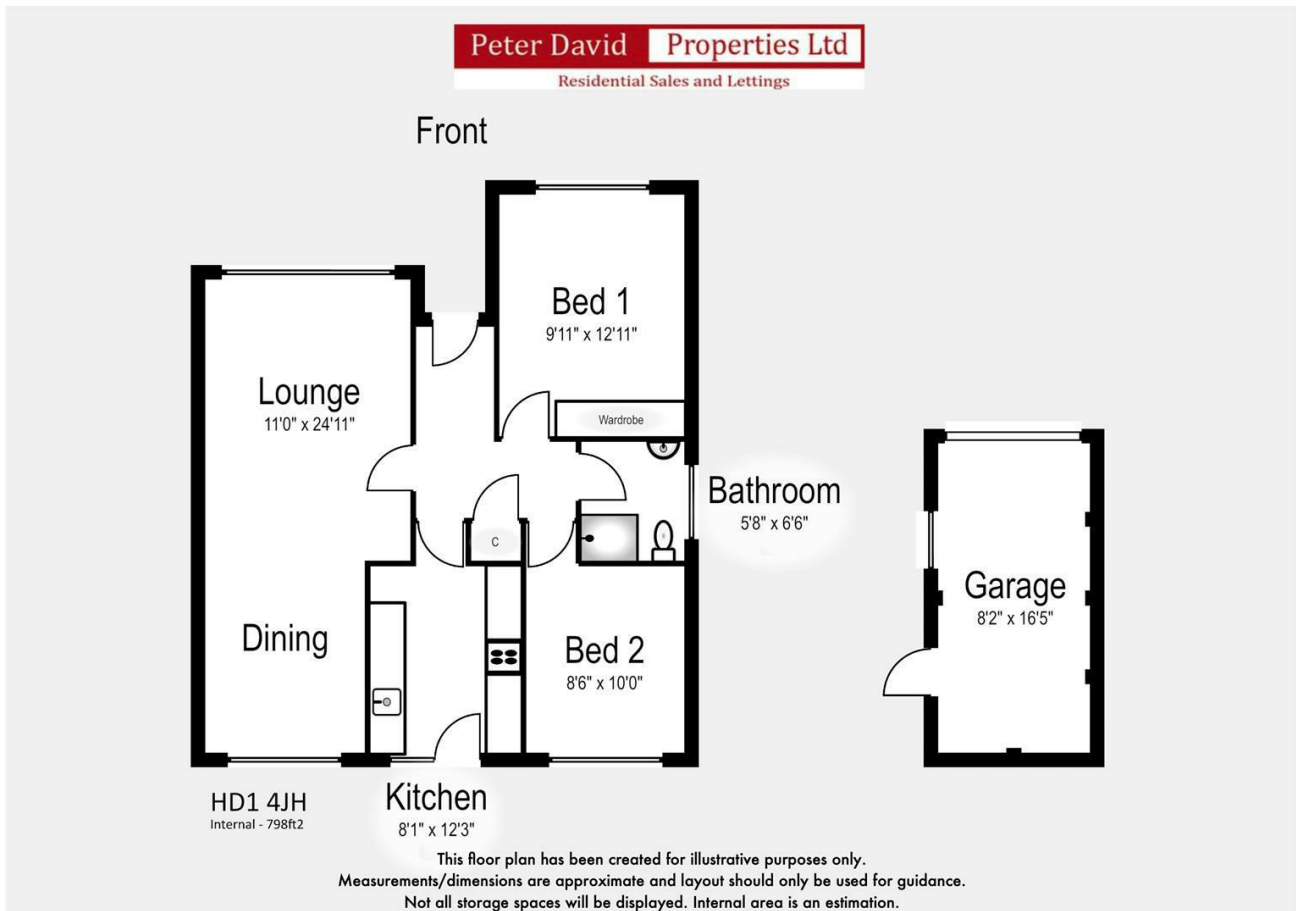 Peter David Properties Ltd
Residential Sales and Lettings
Front
Bed 1
9'11" x 12'11"
Lounge
11'0" x 24'11"
Wardrobe
Bathroom
5'8" x 6'6"
C
Garage
8'2" x 16'5"
Dining
Bed 2
8'6" x 10'0"
HD1 4JH
Internal - 798ft2
Kitchen
8'1" x 12'3"
This floor plan has been created for illustrative purposes only.
Measurements/dimensions are approximate and layout should only be used for guidance.
Not all storage spaces will be displayed. Internal area is an estimation.